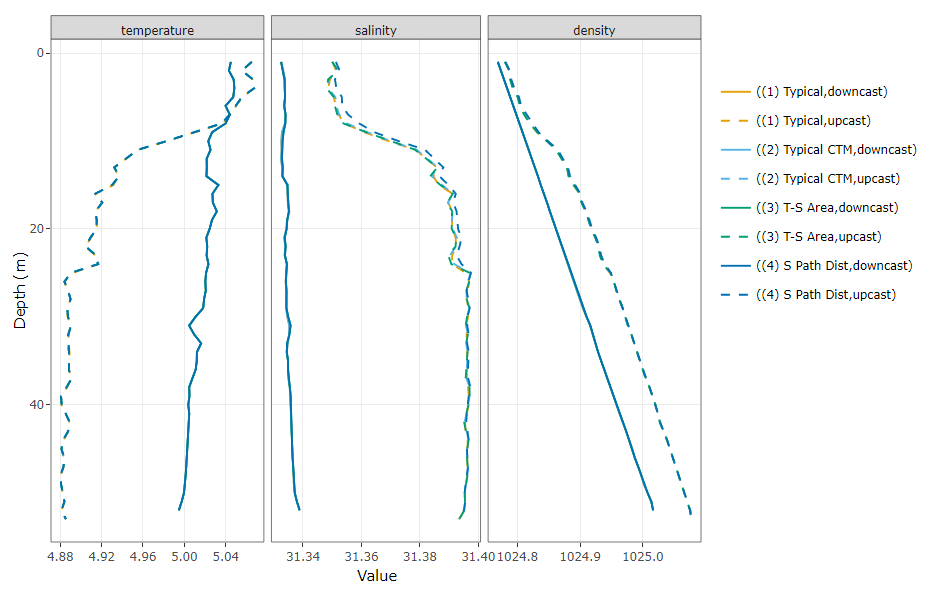 temperature salinity density
0
20
40
Depth ( m)
4.88 4.92 4.96 5.00 5.04 31.34 31.36 31.38 31.40 1024.8 1024.9 1025.0
Value
((1) Typical,downcast)
((1) Typical,upcast)
((2) Typical CTM,downcast)
((2) Typical CTM,upcast)
((3) T-S Area,downcast)
((3) T-S Area,upcast)
((4) S Path Dist,downcast)
((4) S Path Dist,upcast)